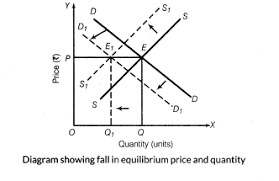 Y
D
S₁
S
D₁
E₁
E
P
Price (₹)
S₁
S
D
D₁
O
Q₁
Q
X
Quantity (units)
Diagram showing fall in equilibrium price and quantity